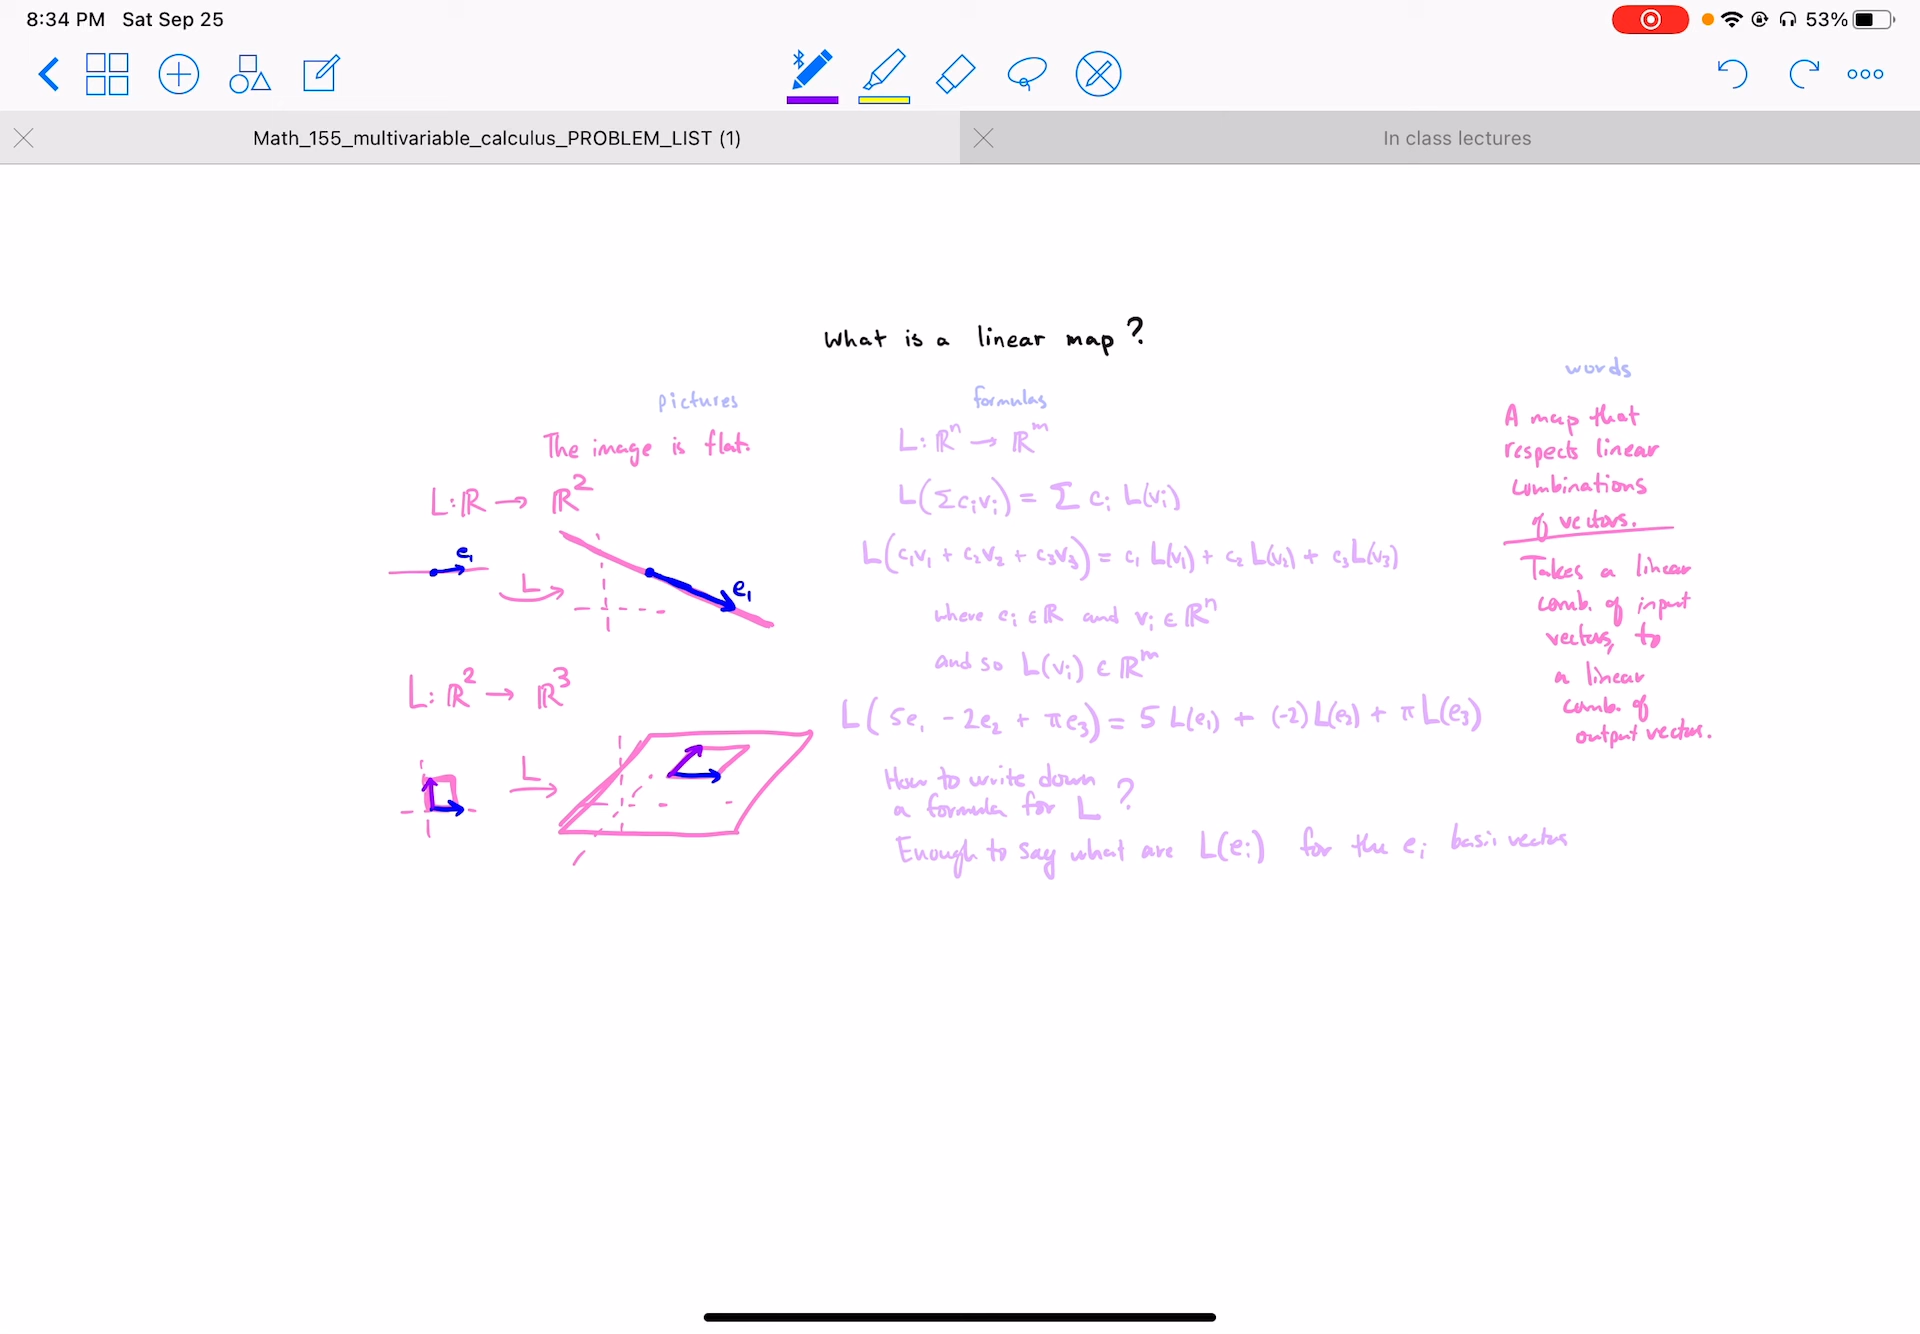 8:34 PM Sat Sep 25
53%
Math_155_multivariable_calculus_PROBLEM_LIST (1)
In class lectures
What is a linear map?
pictures
The image is flat.
L: ℝ → ℝ²
e₁
L
e₁
L: ℝ² → ℝ³
L
formulas
L: ℝⁿ → ℝᵐ
L(Σcᵢvᵢ) = Σ cᵢ L(vᵢ)
L(c₁v₁ + c₂v₂ + c₃v₃) = c₁ L(v₁) + c₂ L(v₂) + c₃L(v₃)
where cᵢ ∈ ℝ and vᵢ ∈ ℝⁿ
and so L(vᵢ) ∈ ℝᵐ
L( 5e₁ - 2e₂ + πe₃) = 5 L(e₁) + (-2) L(e₂) + π L(e₃)
How to write down
a formula for L ?
Enough to say what are L(eᵢ) for the eᵢ basis vectors
words
A map that
respects linear
combinations
of vectors.
Takes a linear
comb. of input
vectors, to
a linear
comb. of
output vectors.